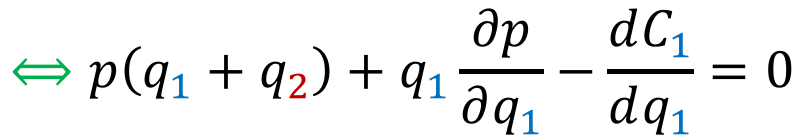 ⟺ p(q₁ + q₂) + q₁ ∂p/∂q₁ − dC₁/dq₁ = 0